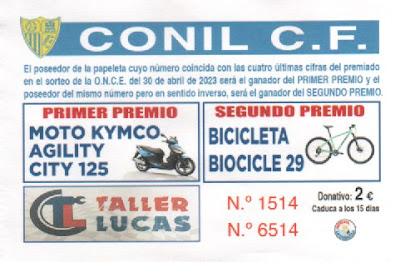 CONIL C.F.
El poseedor de la papeleta cuyo número coincida con las cuatro últimas cifras del premiado
en el sorteo de la O.N.C.E. del 30 de abril de 2023 será el ganador del PRIMER PREMIO y el
poseedor del mismo número pero en sentido inverso, será el ganador del SEGUNDO PREMIO.
PRIMER PREMIO
MOTO KYMCO
AGILITY
CITY 125
SEGUNDO PREMIO
BICICLETA
BIOCICLE 29
TALLER
LUCAS
N.º 1514
N.º 6514
Donativo: 2 €
Caduca a los 15 días